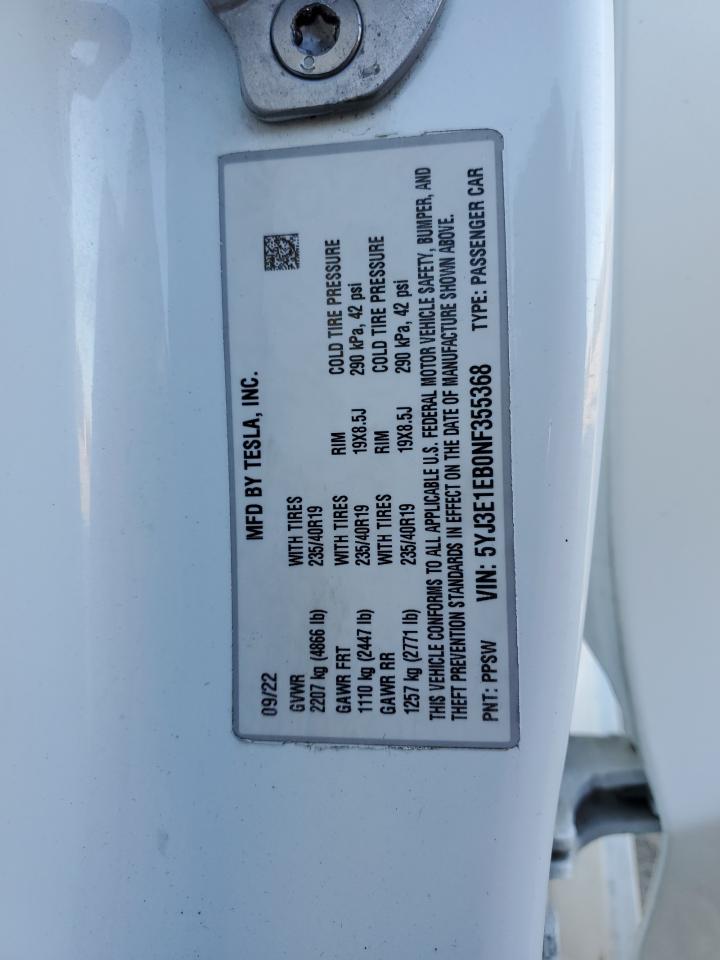 09/22 MFD BY TESLA, INC.
GVWR WITH TIRES
2207 kg (4866 lb) 235/40R19
GAWR FRT WITH TIRES RIM COLD TIRE PRESSURE
1110 kg (2447 lb) 235/40R19 19X8.5J 290 kPa, 42 psi
GAWR RR WITH TIRES RIM COLD TIRE PRESSURE
1257 kg (2771 lb) 235/40R19 19X8.5J 290 kPa, 42 psi
THIS VEHICLE CONFORMS TO ALL APPLICABLE U.S. FEDERAL MOTOR VEHICLE SAFETY, BUMPER, AND
THEFT PREVENTION STANDARDS IN EFFECT ON THE DATE OF MANUFACTURE SHOWN ABOVE.
PNT: PPSW VIN: 5YJ3E1EB0NF355368 TYPE: PASSENGER CAR